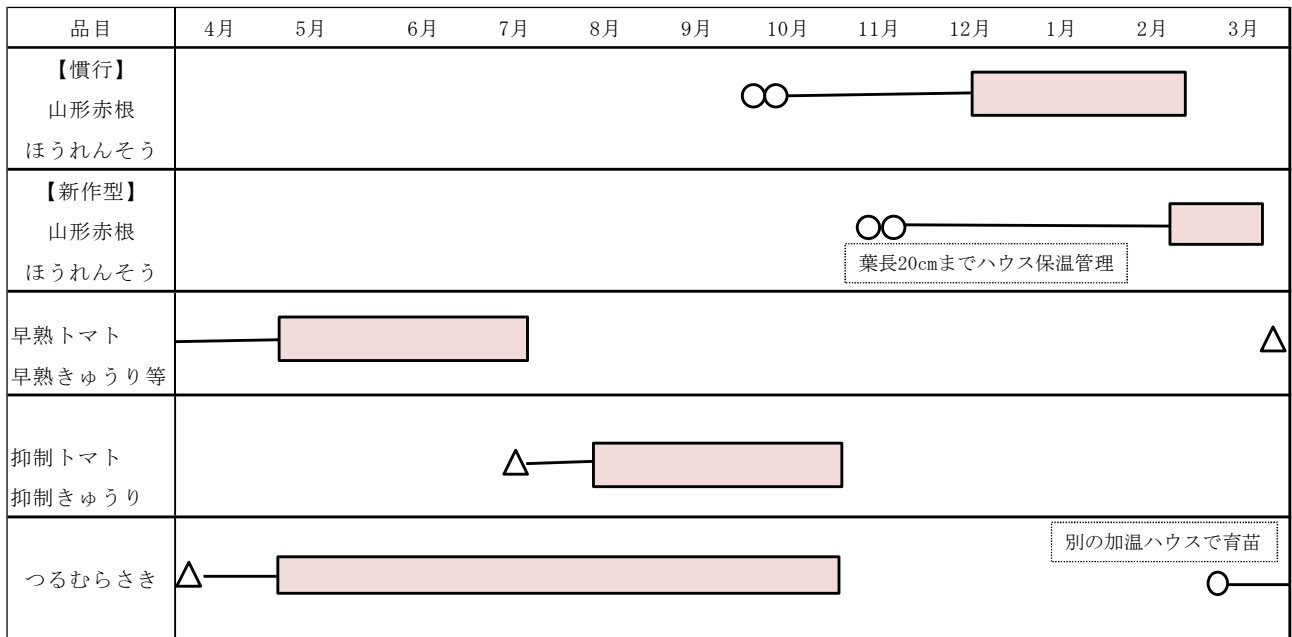 品目 4月 5月 6月 7月 8月 9月 10月 11月 12月 1月 2月 3月
【慣行】
山形赤根
ほうれんそう
【新作型】
山形赤根
ほうれんそう
葉長20cmまでハウス保温管理
早熟トマト
早熟きゅうり等
抑制トマト
抑制きゅうり
つるむらさき
別の加温ハウスで育苗